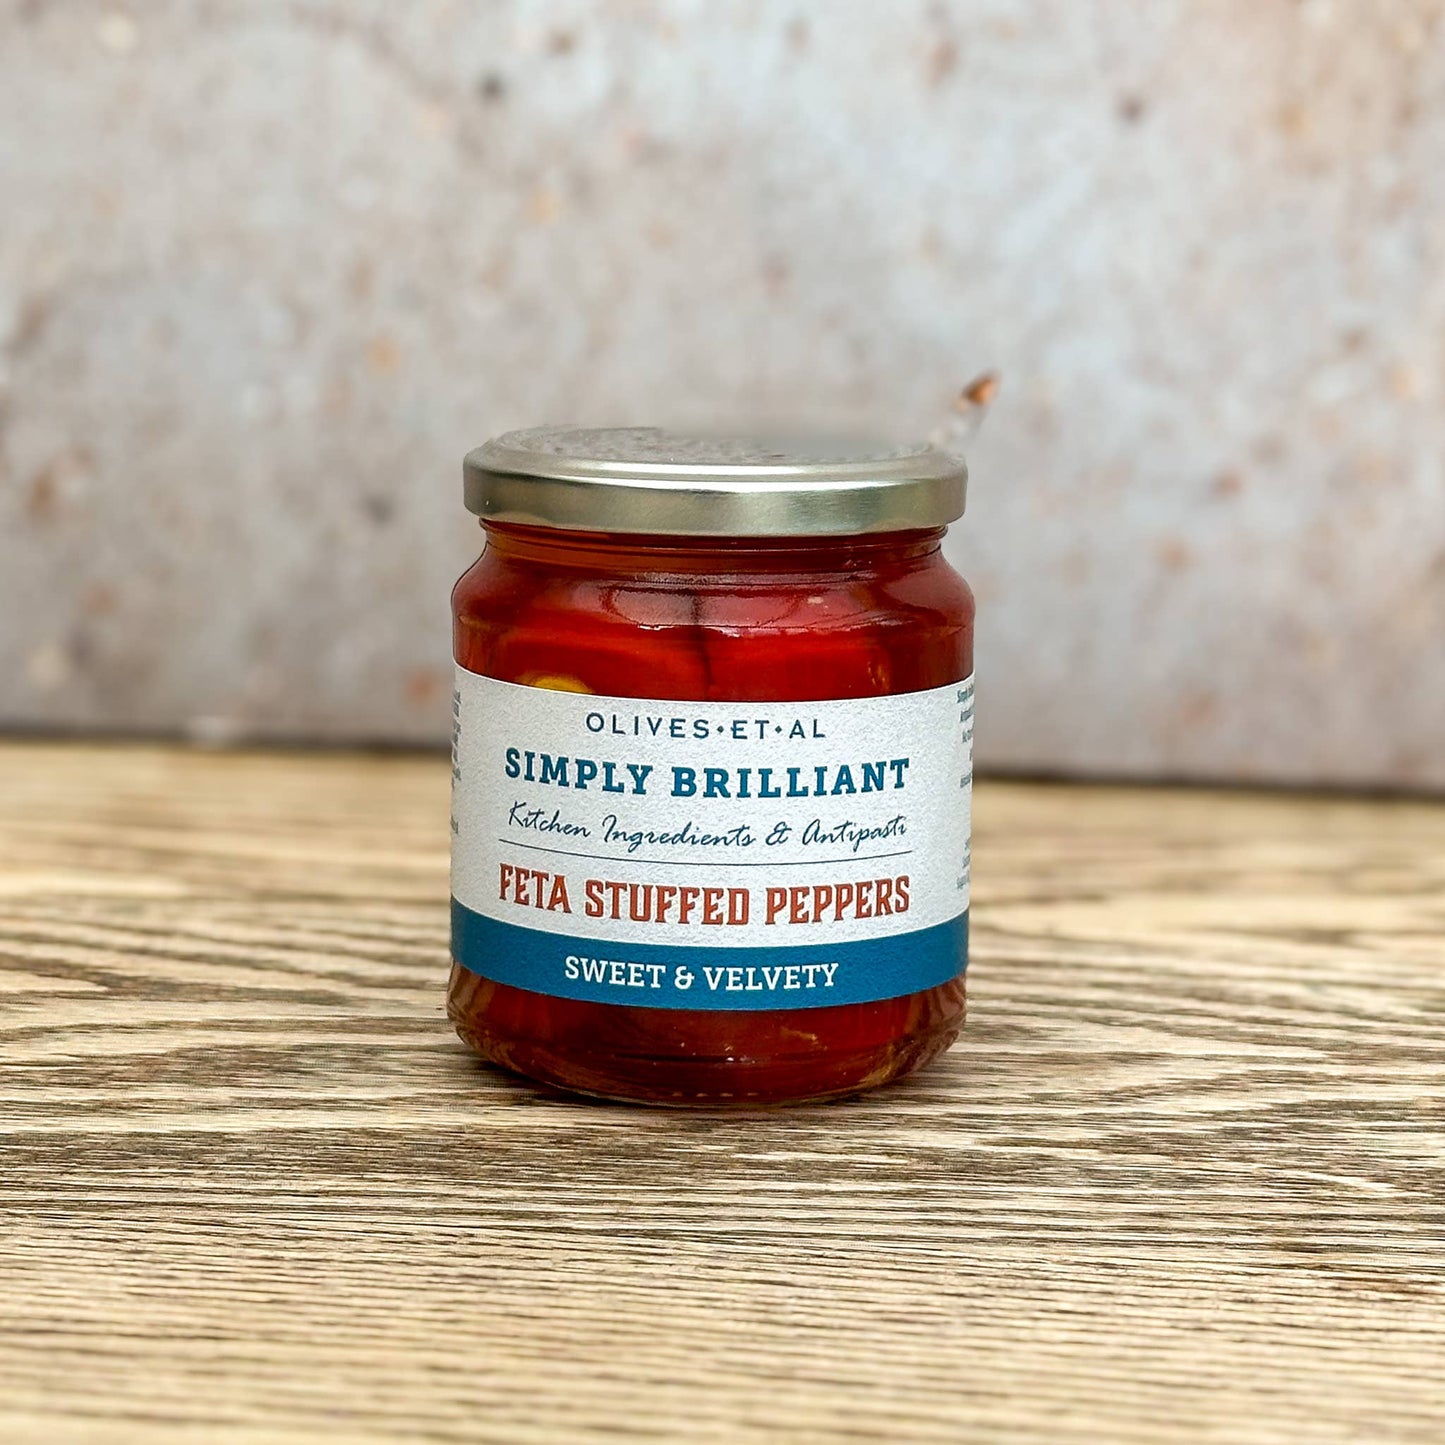 OLIVES•ET•AL
SIMPLY BRILLIANT
Kitchen Ingredients & Antipasti
FETA STUFFED PEPPERS
SWEET & VELVETY